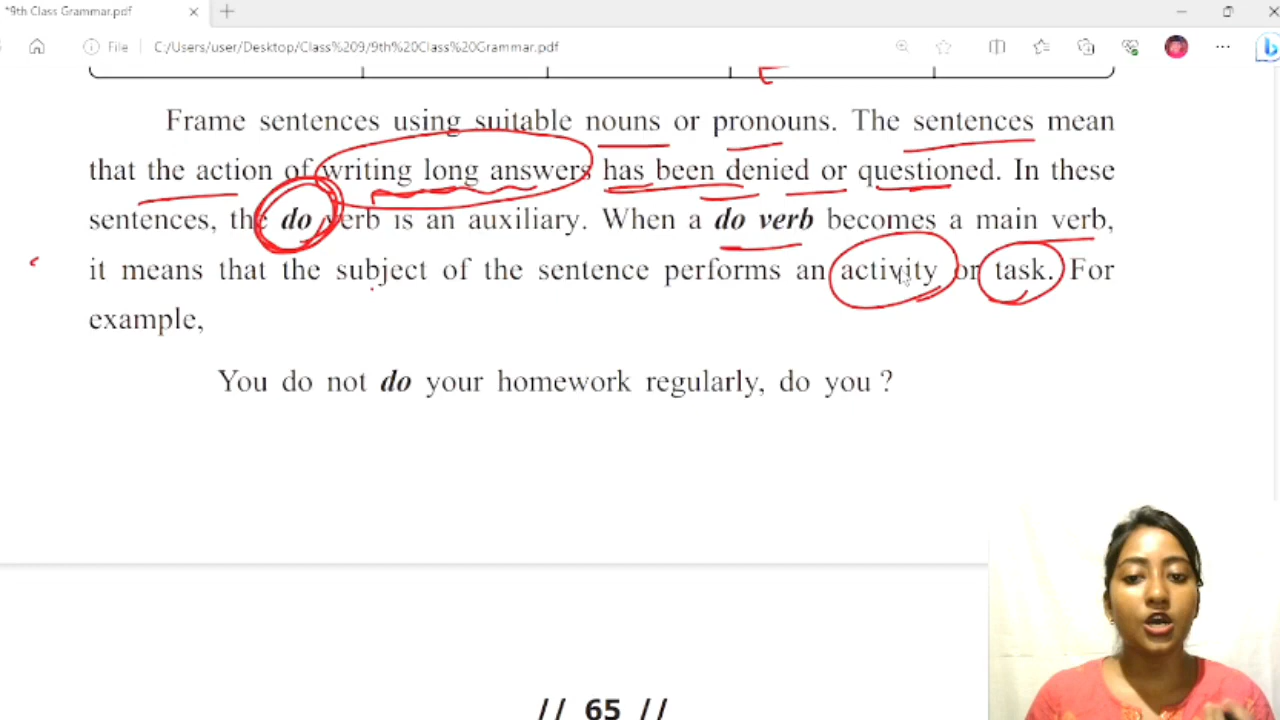 *9th Class Grammar.pdf
File C:/Users/user/Desktop/Class%209/9th%20Class%20Grammar.pdf
Frame sentences using suitable nouns or pronouns. The sentences mean
that the action of writing long answers has been denied or questioned. In these
sentences, the do verb is an auxiliary. When a do verb becomes a main verb,
it means that the subject of the sentence performs an activity or task. For
example,
You do not do your homework regularly, do you ?
// 65 //